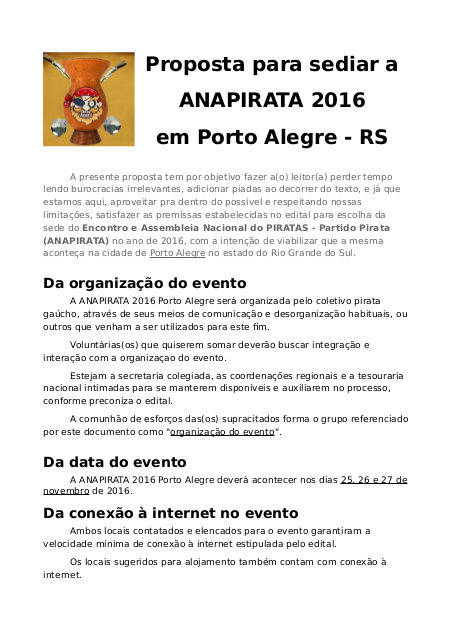 Proposta para sediar a
ANAPIRATA 2016
em Porto Alegre - RS
A presente proposta tem por objetivo fazer a(o) leitor(a) perder tempo
lendo burocracias irrelevantes, adicionar piadas ao decorrer do texto, e já que
estamos aqui, aproveitar pra dentro do possível e respeitando nossas
limitações, satisfazer as premissas estabelecidas no edital para escolha da
sede do Encontro e Assembleia Nacional do PIRATAS - Partido Pirata
(ANAPIRATA) no ano de 2016, com a intenção de viabilizar que a mesma
aconteça na cidade de Porto Alegre no estado do Rio Grande do Sul.
Da organização do evento
A ANAPIRATA 2016 Porto Alegre será organizada pelo coletivo pirata
gaúcho, através de seus meios de comunicação e desorganização habituais, ou
outros que venham a ser utilizados para este fim.
Voluntárias(os) que quiserem somar deverão buscar integração e
interação com a organizaçao do evento.
Estejam a secretaria colegiada, as coordenações regionais e a tesouraria
nacional intimadas para se manterem disponíveis e auxiliarem no processo,
conforme preconiza o edital.
A comunhão de esforços das(os) supracitados forma o grupo referenciado
por este documento como "organização do evento".
Da data do evento
A ANAPIRATA 2016 Porto Alegre deverá acontecer nos dias 25, 26 e 27 de
novembro de 2016.
Da conexão à internet no evento
Ambos locais contatados e elencados para o evento garantiram a
velocidade mínima de conexão à internet estipulada pelo edital.
Os locais sugeridos para alojamento também contam com conexão à
internet.